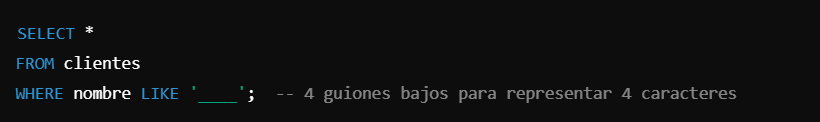 SELECT *
FROM clientes
WHERE nombre LIKE '____';  -- 4 guiones bajos para representar 4 caracteres